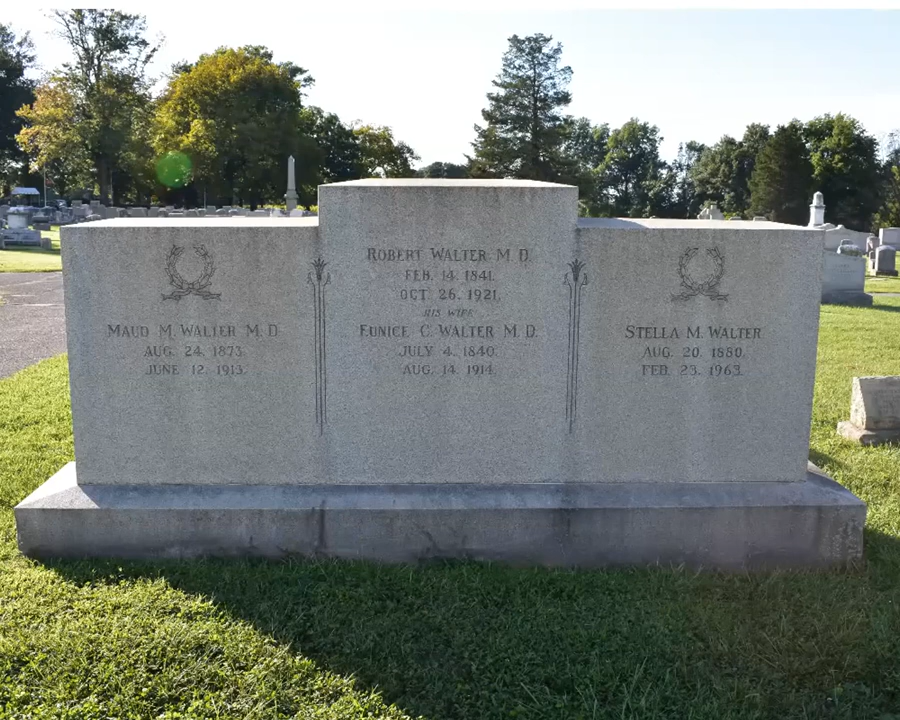 MAUD M. WALTER M. D.
AUG. 24. 1873.
JUNE 12. 1913.
ROBERT WALTER M. D.
FEB. 14. 1841.
OCT 26. 1921.
HIS WIFE
EUNICE C. WALTER M. D.
JULY 4. 1840.
AUG. 14. 1914.
STELLA M. WALTER
AUG. 20. 1880.
FEB. 23. 1963.